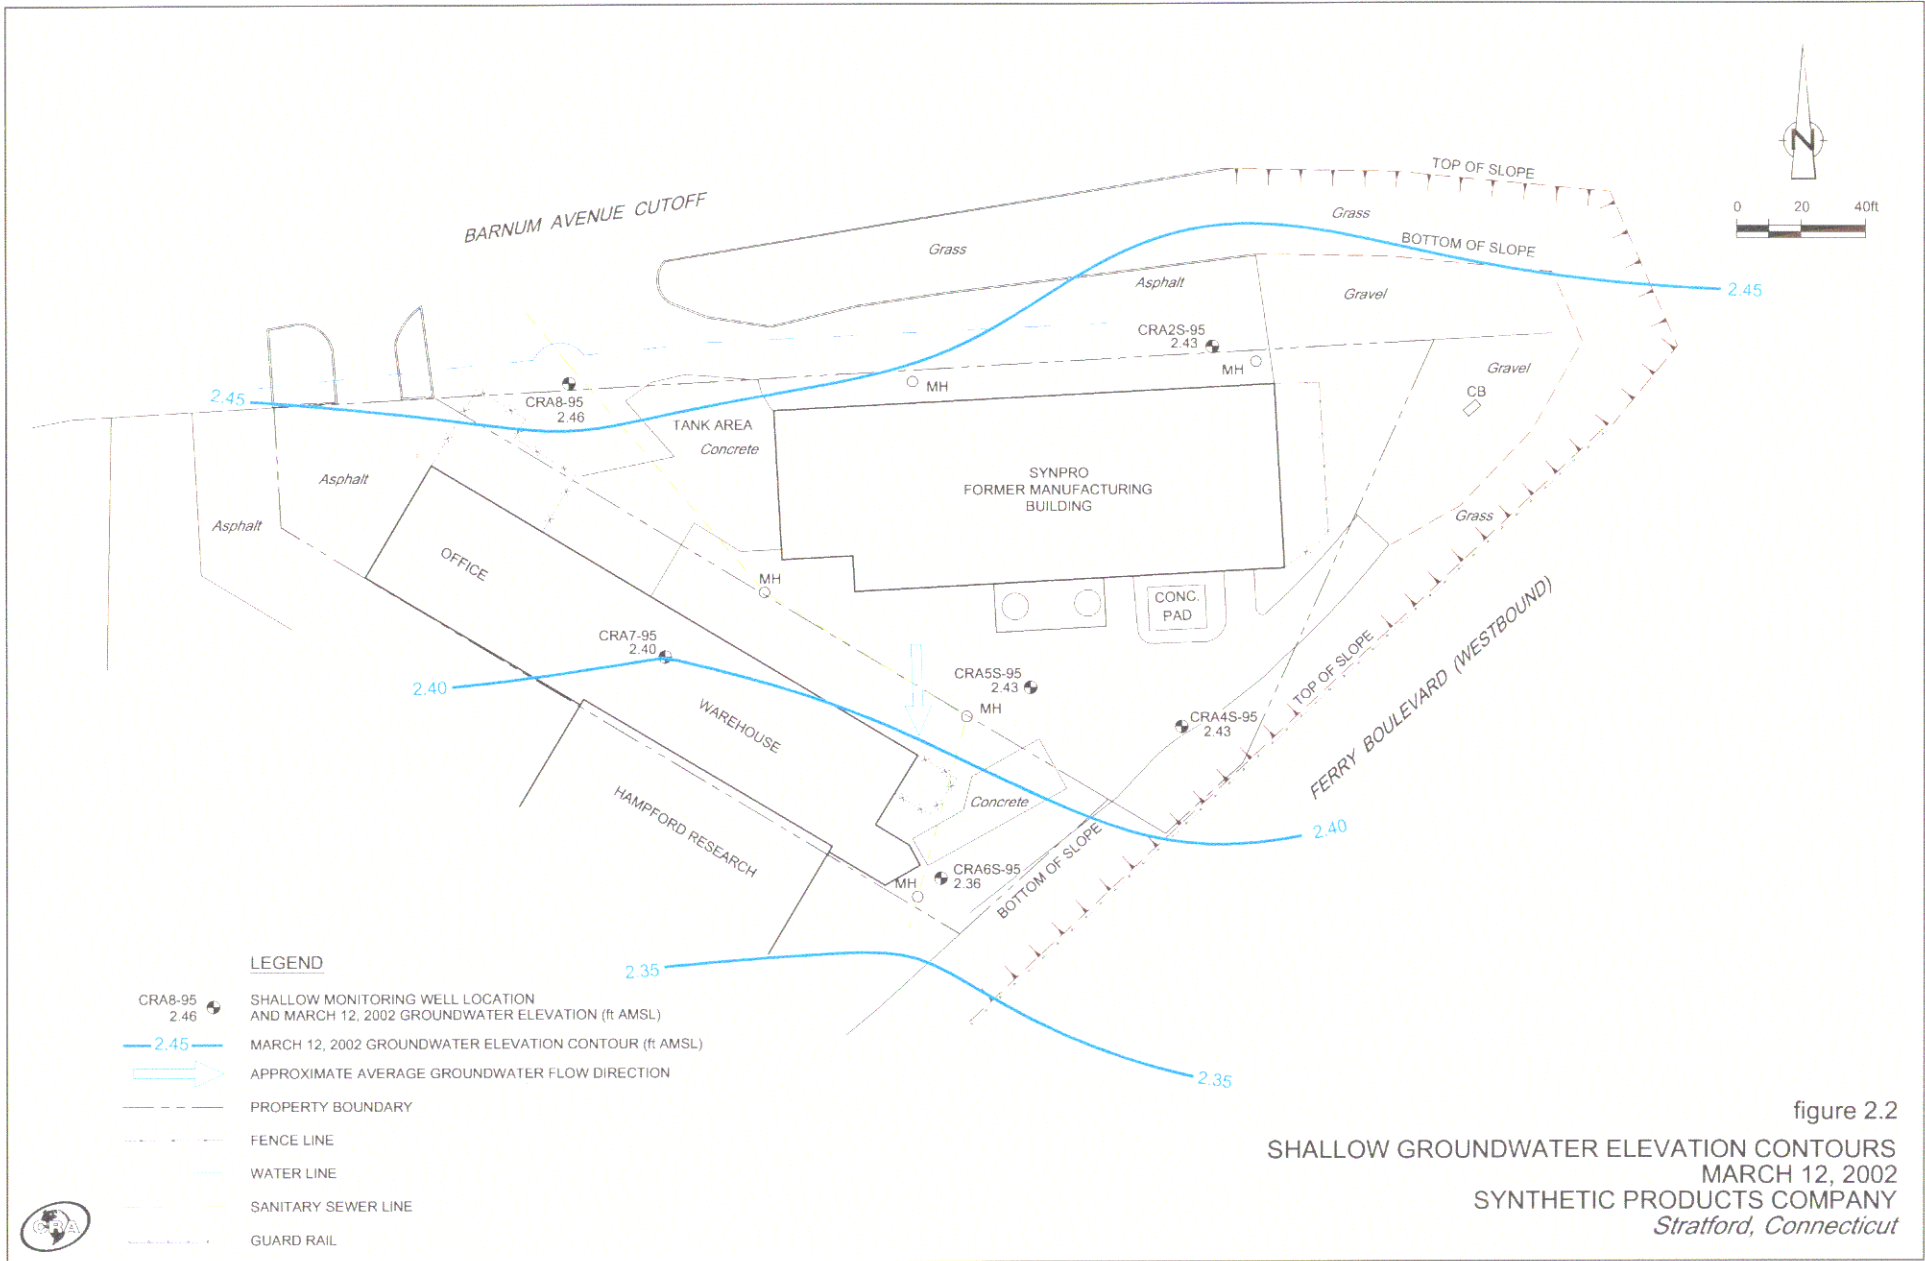 TOP OF SLOPE
N
0 20 40ft
BARNUM AVENUE CUTOFF
Grass
Grass
BOTTOM OF SLOPE
2.45
Asphalt
Gravel
CRA2S-95
2.43
MH
MH
Gravel
CB
2.45
CRA8-95
2.46
TANK AREA
Concrete
Asphalt
Asphalt
SYNPRO
FORMER MANUFACTURING
BUILDING
Grass
OFFICE
MH
CONC.
PAD
CRA7-95
2.40
2.40
CRA5S-95
2.43
MH
WAREHOUSE
CRA4S-95
2.43
TOP OF SLOPE
FERRY BOULEVARD (WESTBOUND)
HAMPFORD RESEARCH
Concrete
2.40
BOTTOM OF SLOPE
CRA6S-95
2.36
MH
2.35
2.35
LEGEND
CRA8-95
2.46
SHALLOW MONITORING WELL LOCATION
AND MARCH 12, 2002 GROUNDWATER ELEVATION (ft AMSL)
2.45
MARCH 12, 2002 GROUNDWATER ELEVATION CONTOUR (ft AMSL)
APPROXIMATE AVERAGE GROUNDWATER FLOW DIRECTION
PROPERTY BOUNDARY
FENCE LINE
WATER LINE
SANITARY SEWER LINE
GUARD RAIL
CRA
figure 2.2
SHALLOW GROUNDWATER ELEVATION CONTOURS
MARCH 12, 2002
SYNTHETIC PRODUCTS COMPANY
Stratford, Connecticut